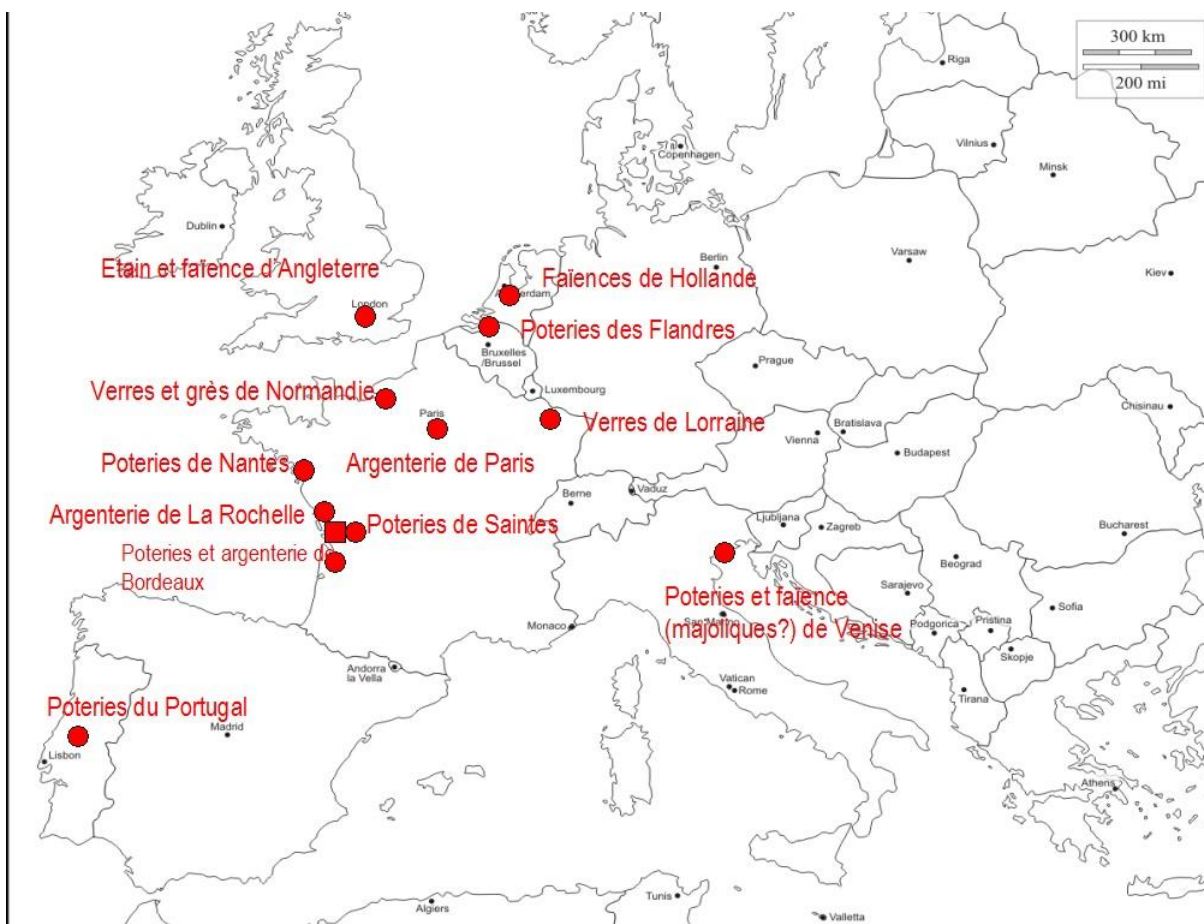 300 km
200 mi
Riga
Copenhagen
Vilnius
Minsk
Dublin
Etain et faïence d'Angleterre
Berlin
Varsaw
Faïences de Hollande
Kiev
Amsterdam
London
Poteries des Flandres
Bruxelles
/Brussel
Prague
Luxembourg
Verres et grès de Normandie
Paris
Verres de Lorraine
Chisinau
Vienna
Bratislava
Budapest
Poteries de Nantes
Argenterie de Paris
Berne
Vaduz
Argenterie de La Rochelle
Poteries de Saintes
Ljubljana
Zagreb
Bucharest
Poteries et argenterie de
Bordeaux
Beograd
Sarajevo
Poteries et faïence
(majoliques?) de Venise
San Marino
Monaco
Sofia
Podgorica
Pristina
Skopje
Andorra
la Vella
Vatican
Rome
Tirana
Poteries du Portugal
Madrid
Lisbon
Athens
Algiers
Tunis
Valletta